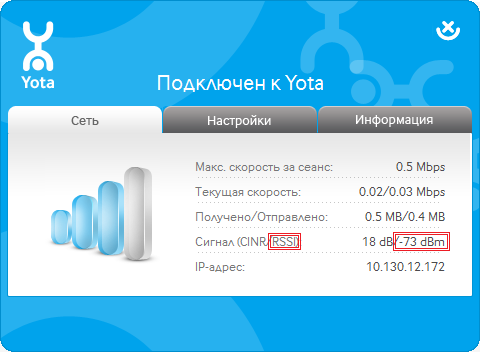 Yota
Подключен к Yota
Сеть Настройки Информация
Макс. скорость за сеанс: 0.5 Mbps
Текущая скорость: 0.02/0.03 Mbps
Получено/Отправлено: 0.5 MB/0.4 MB
Сигнал (CINR/RSSI) 18 dB/-73 dBm
IP-адрес: 10.130.12.172